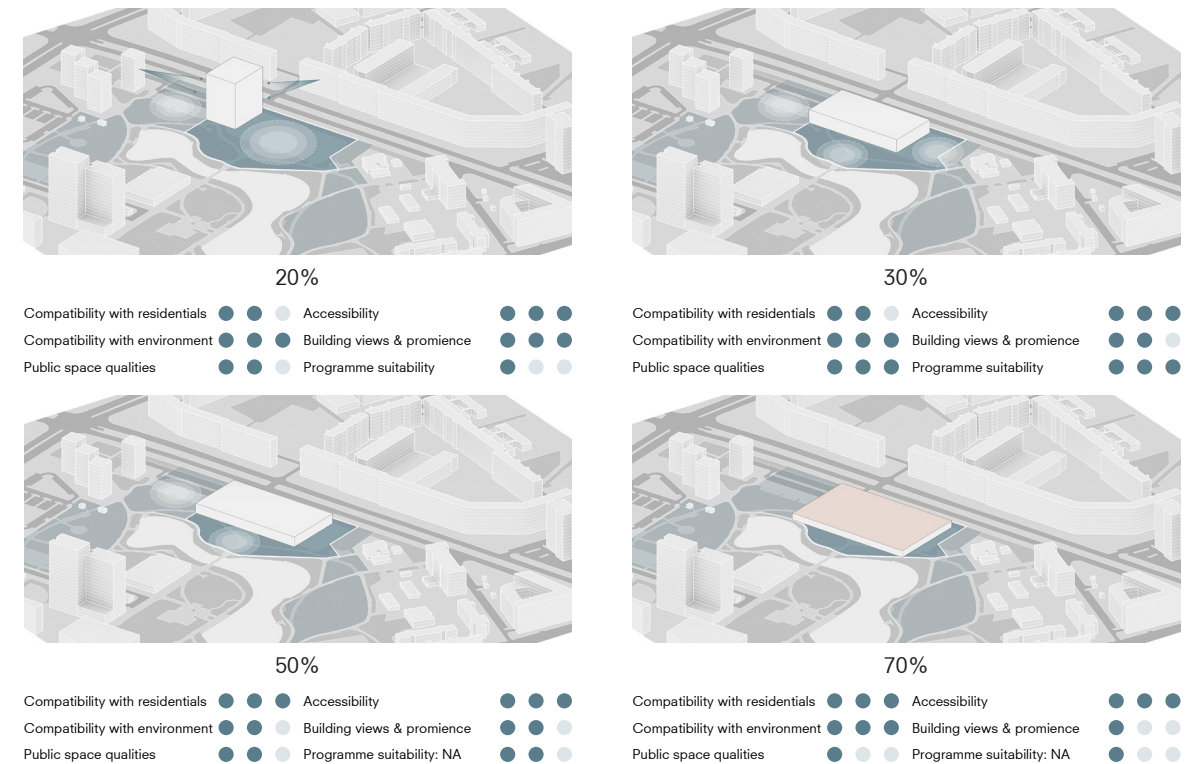 20%
Compatibility with residentials Accessibility
Compatibility with environment Building views & promience
Public space qualities Programme suitability
30%
Compatibility with residentials Accessibility
Compatibility with environment Building views & promience
Public space qualities Programme suitability
50%
Compatibility with residentials Accessibility
Compatibility with environment Building views & promience
Public space qualities Programme suitability: NA
70%
Compatibility with residentials Accessibility
Compatibility with environment Building views & promience
Public space qualities Programme suitability: NA